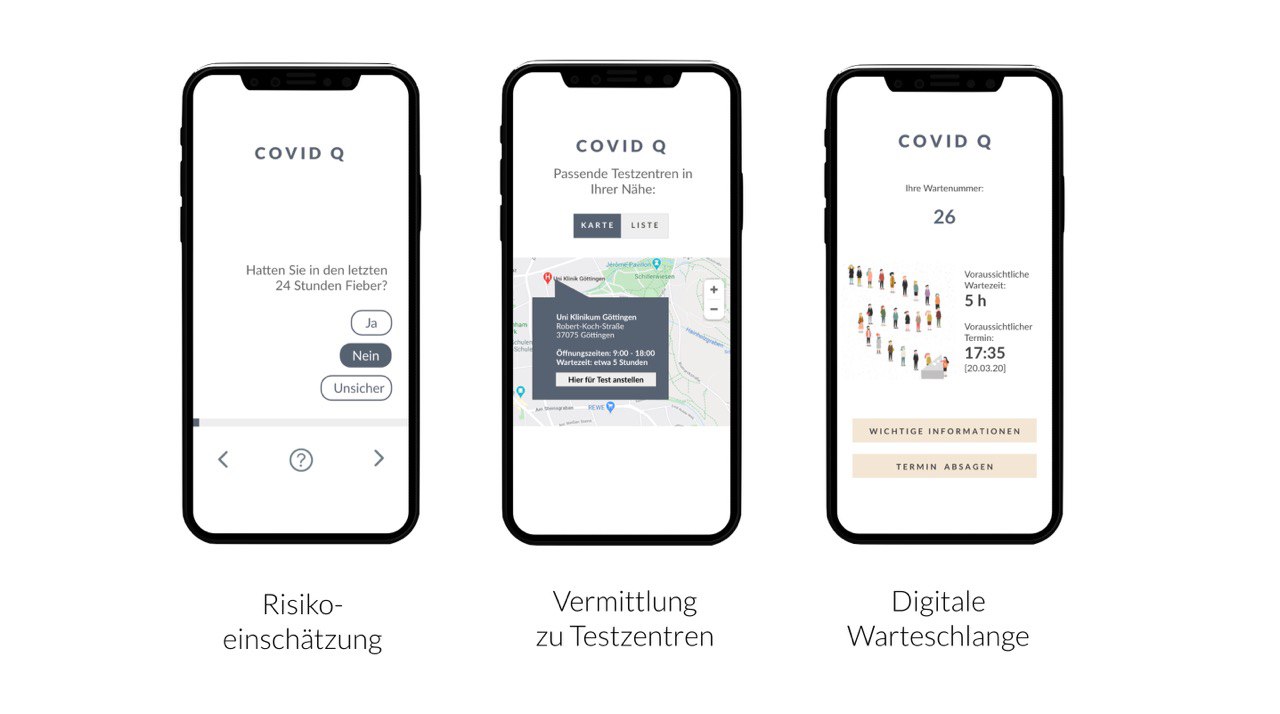 COVID Q
Hatten Sie in den letzten
24 Stunden Fieber?
Ja
Nein
Unsicher
?
Risiko-
einschätzung
COVID Q
Passende Testzentren in
Ihrer Nähe:
KARTE LISTE
Jérôme-Pavillon
Schillerwiesen
Uni Klinik Göttingen
H
+
−
Uni Klinikum Göttingen
Robert-Koch-Straße
37075 Göttingen
Öffnungszeiten: 9:00 - 18:00
Wartezeit: etwa 5 Stunden
Hier für Test anstellen
Am Steinsgraben
REWE
Vermittlung
zu Testzentren
COVID Q
Ihre Wartenummer:
26
Voraussichtliche
Wartezeit:
5 h
Voraussichtlicher
Termin:
17:35
[20.03.20]
WICHTIGE INFORMATIONEN
TERMIN ABSAGEN
Digitale
Warteschlange